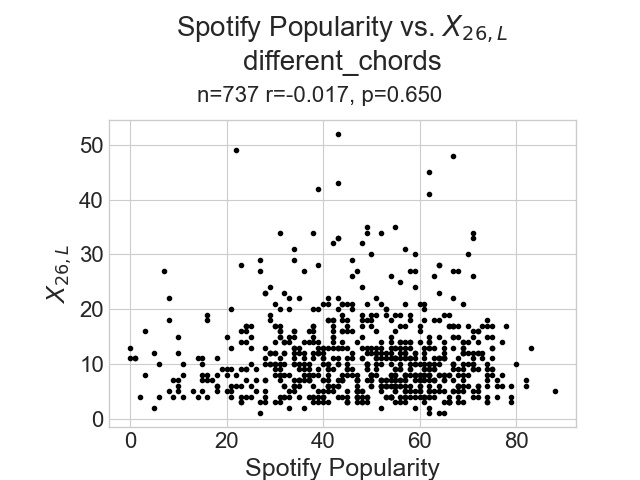 Spotify Popularity vs. X26, L
different_chords
n=737 r=-0.017, p=0.650
50
40
30
20
10
0
X26, L
0 20 40 60 80
Spotify Popularity